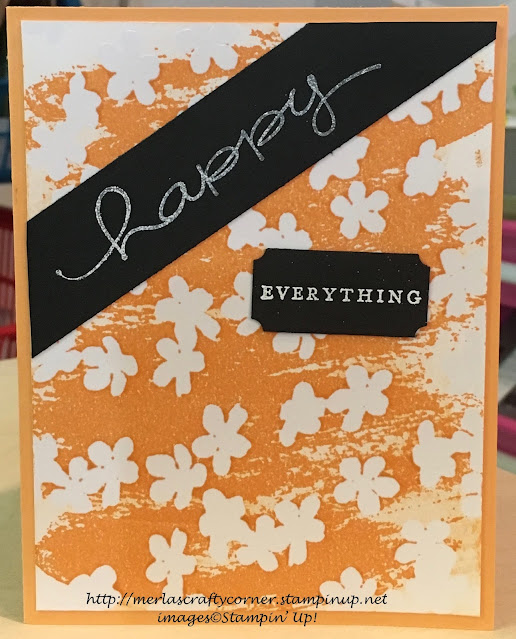 happy
EVERYTHING
http://merlascraftycorner.stampinup.net
images©Stampin' Up!